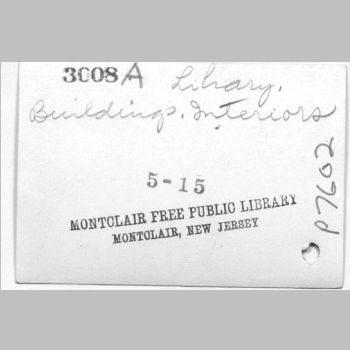 3008A Library.
Buildings. Interiors
5-15
MONTCLAIR FREE PUBLIC LIBRARY
MONTCLAIR, NEW JERSEY
P7602